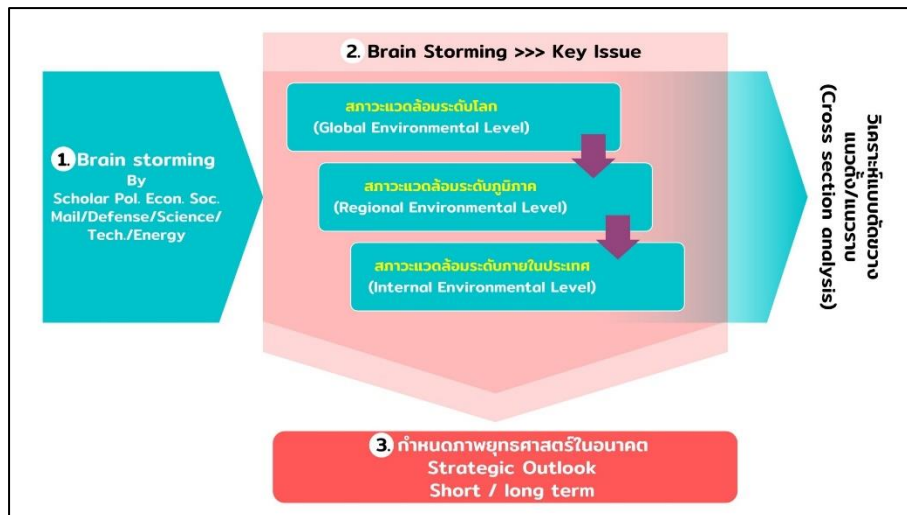 1. Brain storming
By
Scholar Pol. Econ. Soc.
Mail/Defense/Science/
Tech./Energy
2. Brain Storming >>> Key Issue
สภาวะแวดล้อมระดับโลก
(Global Environmental Level)
สภาวะแวดล้อมระดับภูมิภาค
(Regional Environmental Level)
สภาวะแวดล้อมระดับภายในประเทศ
(Internal Environmental Level)
วิเคราะห์แบบตัดขวาง
แนวตั้ง/แนวราบ
(Cross section analysis)
3. กำหนดภาพยุทธศาสตร์ในอนาคต
Strategic Outlook
Short / long term